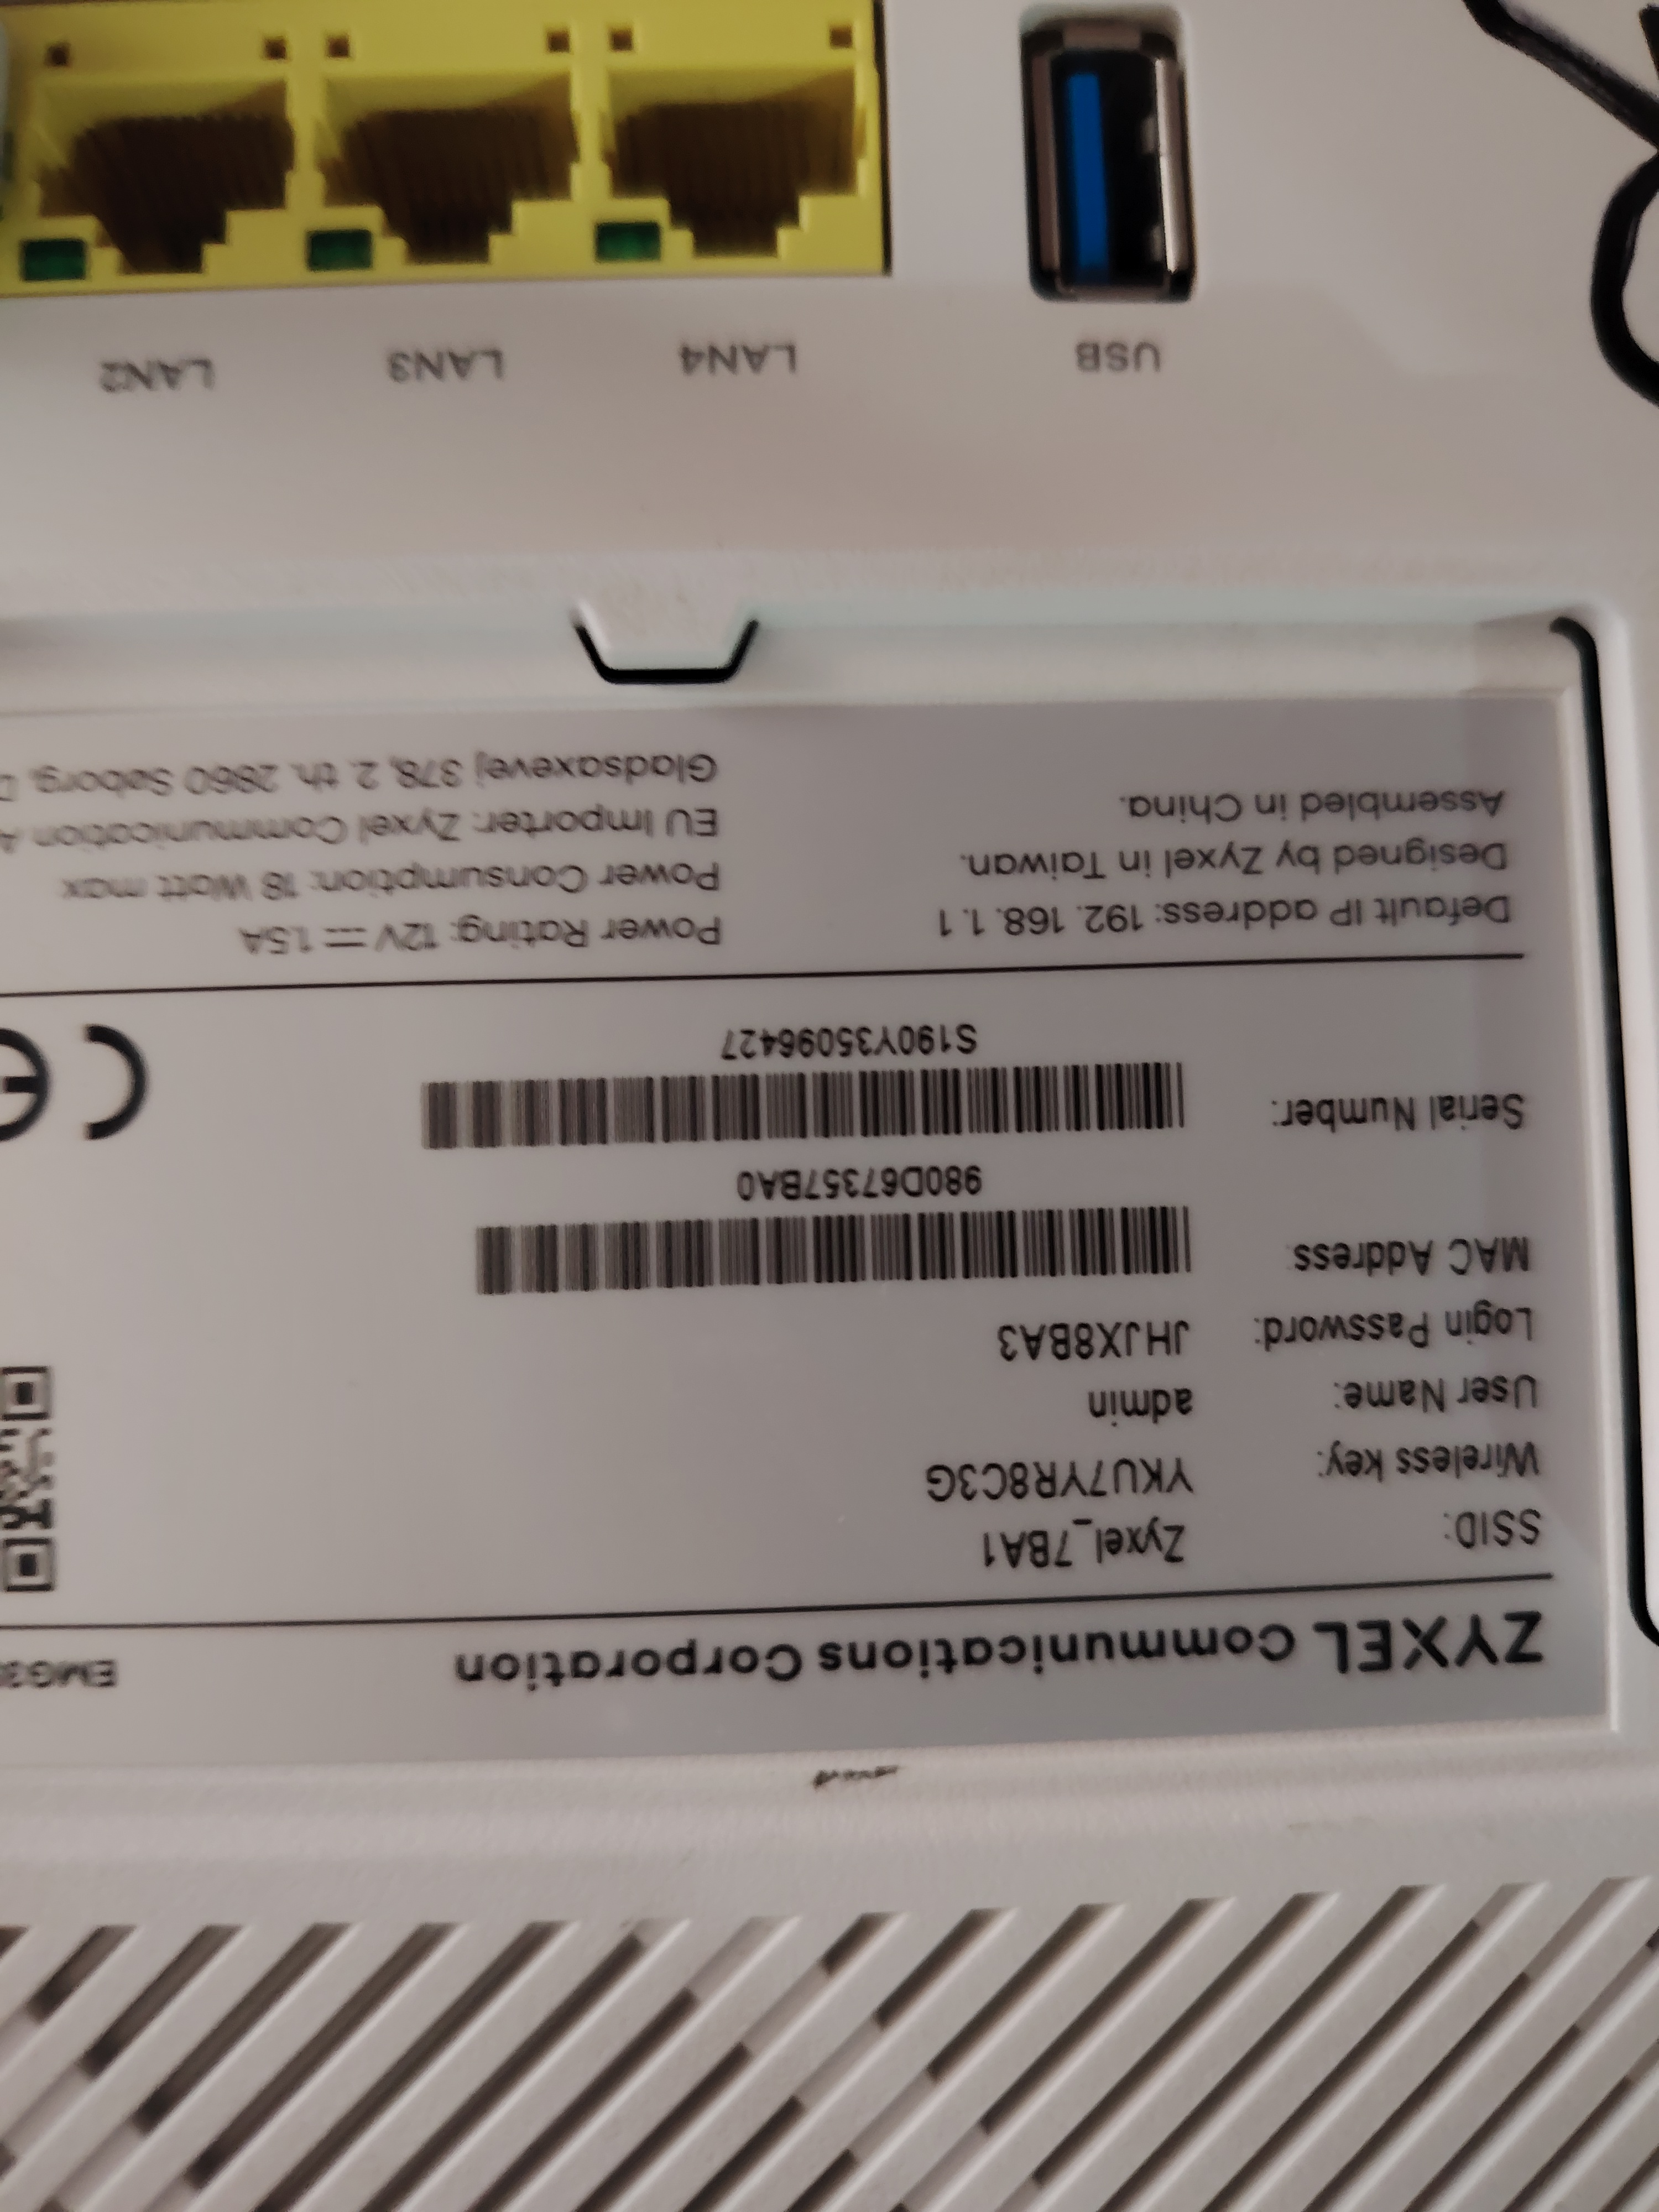 ZYXEL Communications Corporation
SSID: Zyxel_7BA1
Wireless key: YKU7YR8C3G
User Name: admin
Login Password: JHJX8BA3
MAC Address:
980D67357BA0
Serial Number:
S190Y35096427
CE
Default IP address: 192. 168. 1. 1
Designed by Zyxel in Taiwan.
Assembled in China.
Power Rating: 12V ⎓ 1.5A
Power Consumption: 18 Watt max
EU Importer: Zyxel Communication A
Gladsaxevej 378, 2. th. 2860 Søborg,
USB
LAN4
LAN3
LAN2